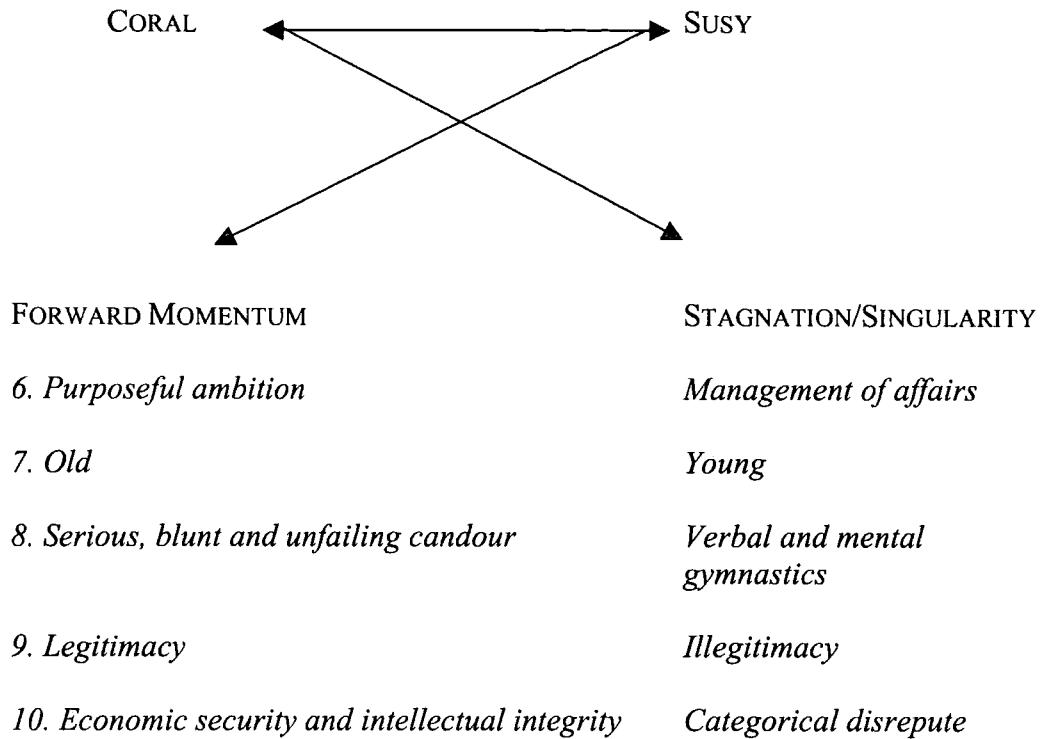 CORAL SUSY
FORWARD MOMENTUM STAGNATION/SINGULARITY
6. Purposeful ambition Management of affairs
7. Old Young
8. Serious, blunt and unfailing candour Verbal and mental
gymnastics
9. Legitimacy Illegitimacy
10. Economic security and intellectual integrity Categorical disrepute